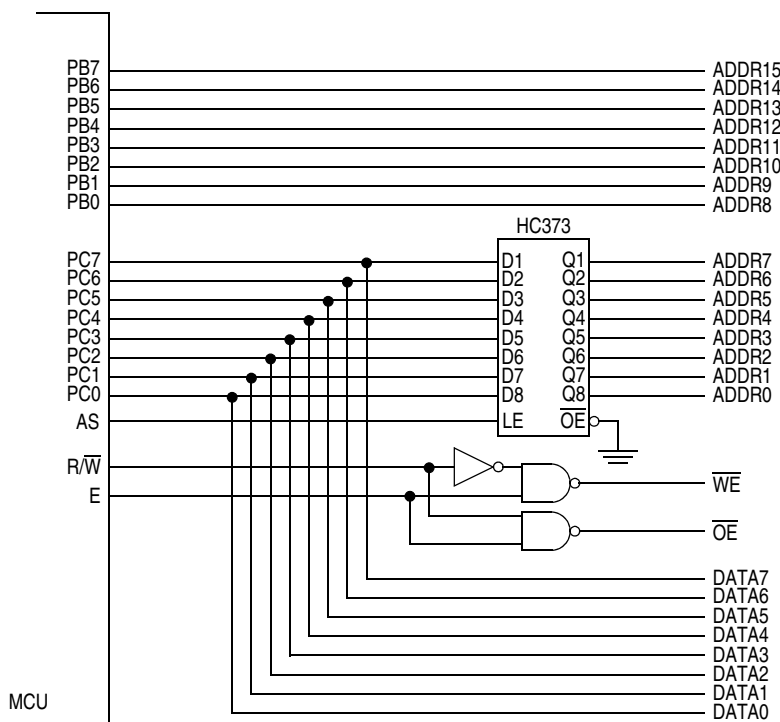 PB7 ADDR15
PB6 ADDR14
PB5 ADDR13
PB4 ADDR12
PB3 ADDR11
PB2 ADDR10
PB1 ADDR9
PB0 ADDR8
HC373
PC7 D1 Q1 ADDR7
PC6 D2 Q2 ADDR6
PC5 D3 Q3 ADDR5
PC4 D4 Q4 ADDR4
PC3 D5 Q5 ADDR3
PC2 D6 Q6 ADDR2
PC1 D7 Q7 ADDR1
PC0 D8 Q8 ADDR0
AS LE O̅E̅
R/W̅
E W̅E̅
O̅E̅
DATA7
DATA6
DATA5
DATA4
DATA3
DATA2
MCU DATA1
DATA0